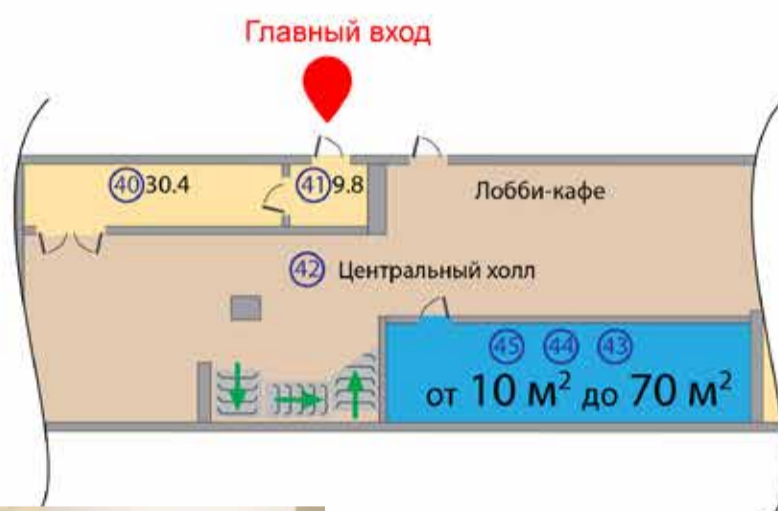 Главный вход
40 30.4
41 9.8
Лобби-кафе
42 Центральный холл
45 44 43
от 10 м² до 70 м²